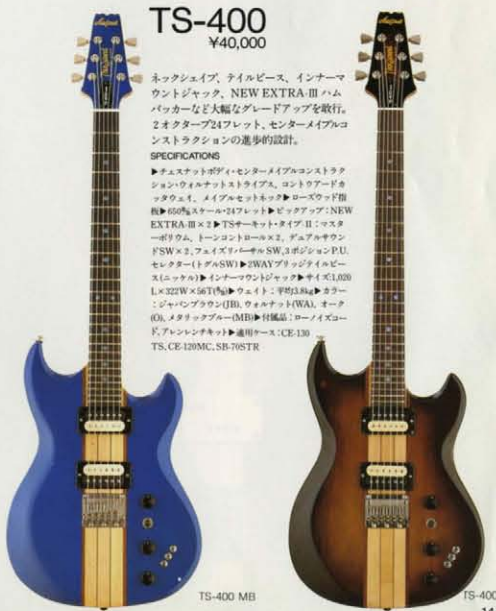 TS-400
¥40,000
ネックシェイプ、テイルピース、インナーマ
ウントジャック、NEW EXTRA-III ハム
バッカーなど大幅なグレードアップを敢行。
2オクターブ24フレット、センターメイプルコ
ンストラクションの進歩的設計。
SPECIFICATIONS
▶チェスナットボディ・センターメイプルコンストラク
ション・ウォルナットストライプス、コントゥアードカ
ッタウェイ、メイプルセットネック▶ローズウッド指
板▶650㎜スケール・24フレット▶ピックアップ：NEW
EXTRA-III×2▶TSサーキット・タイプ-II：マスタ
ーボリウム、トーンコントロール×2、デュアルサウン
ドSW×2、フェイズリバーサルSW、3ポジションP.U.
セレクター(トグルSW)▶2WAYブリッジテイルピー
ス(ニッケル)▶インナーマウントジャック▶サイズ：1,020
L×322W×56T(㎜)▶ウェイト：平均3.8kg▶カラー
：ジャパンブラウン(JB)、ウォルナット(WA)、オーク
(O)、メタリックブルー(MB)▶付属品：ローノイズコー
ド、アレンレンチキット▶適用ケース：CE-130
TS、CE-120MC、SB-70STR
TS-400 MB
TS-400